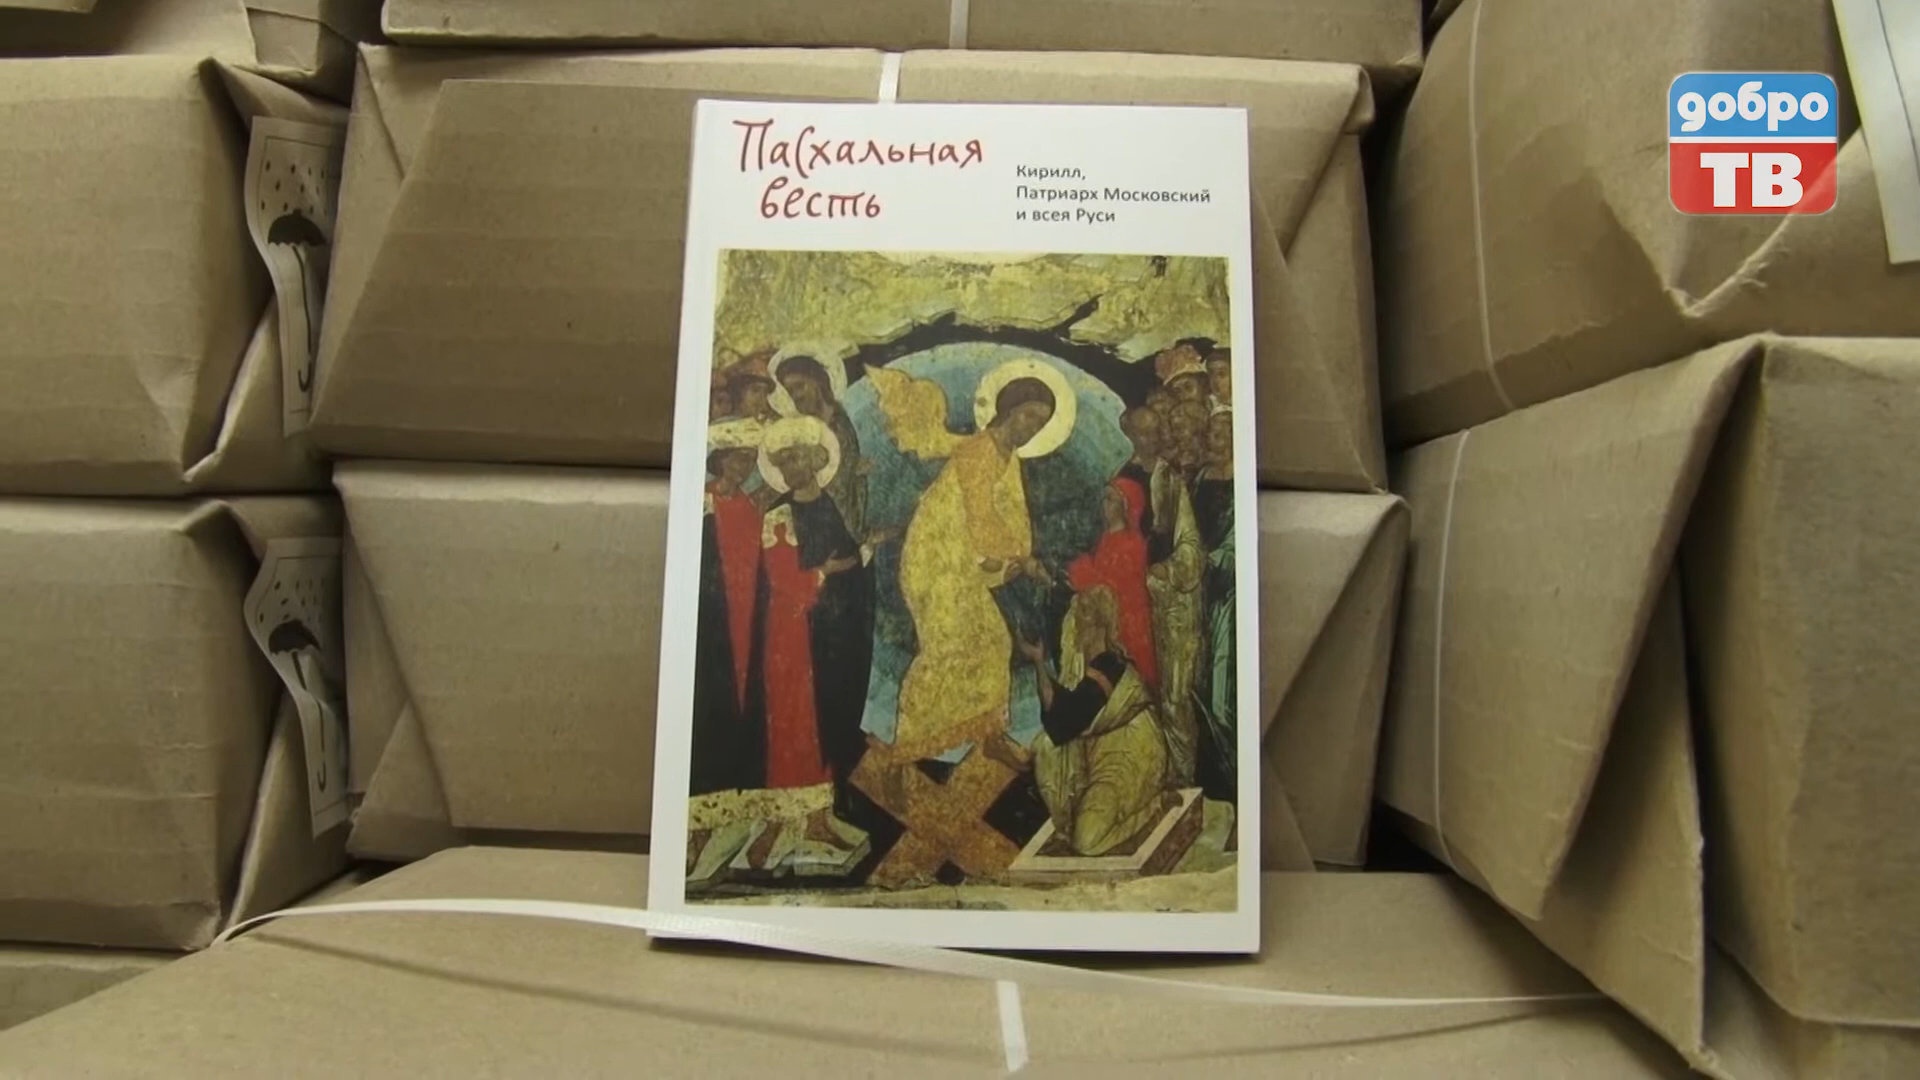 Пасхальная
весть
Кирилл,
Патриарх Московский
и всея Руси
добро
ТВ